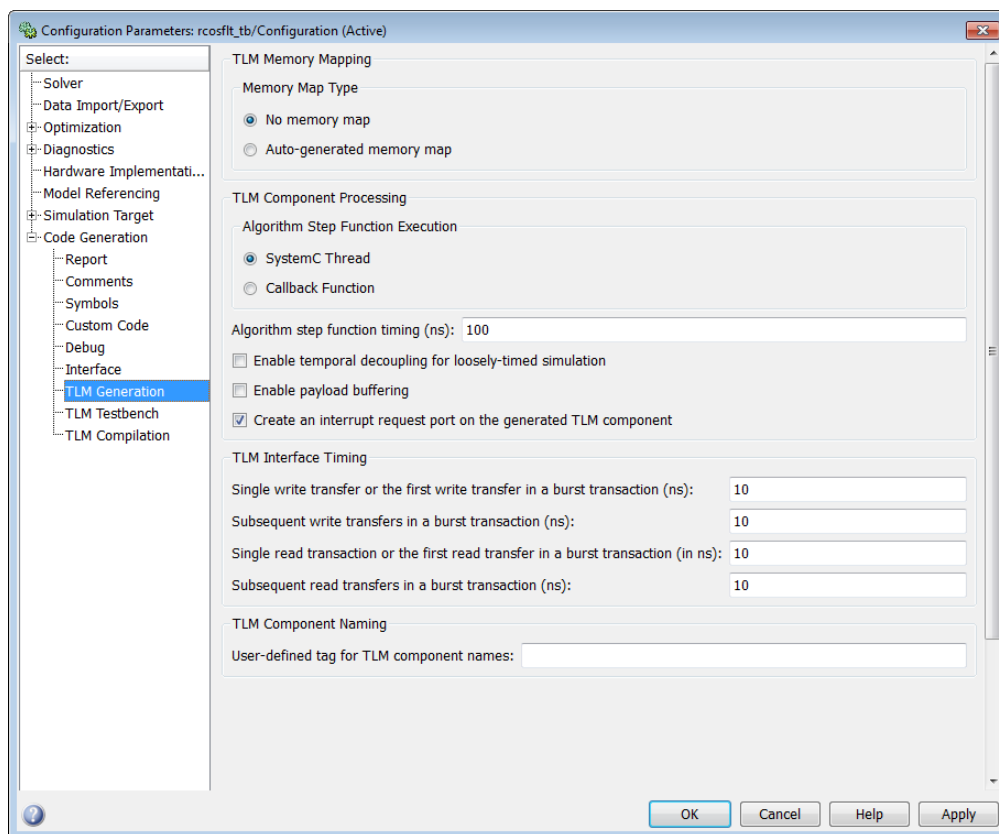 Configuration Parameters: rcosflt_tb/Configuration (Active)
Select:
Solver
Data Import/Export
Optimization
Diagnostics
Hardware Implementati...
Model Referencing
Simulation Target
Code Generation
Report
Comments
Symbols
Custom Code
Debug
Interface
TLM Generation
TLM Testbench
TLM Compilation
TLM Memory Mapping
Memory Map Type
No memory map
Auto-generated memory map
TLM Component Processing
Algorithm Step Function Execution
SystemC Thread
Callback Function
Algorithm step function timing (ns): 100
Enable temporal decoupling for loosely-timed simulation
Enable payload buffering
Create an interrupt request port on the generated TLM component
TLM Interface Timing
Single write transfer or the first write transfer in a burst transaction (ns): 10
Subsequent write transfers in a burst transaction (ns): 10
Single read transaction or the first read transfer in a burst transaction (in ns): 10
Subsequent read transfers in a burst transaction (ns): 10
TLM Component Naming
User-defined tag for TLM component names:
OK Cancel Help Apply